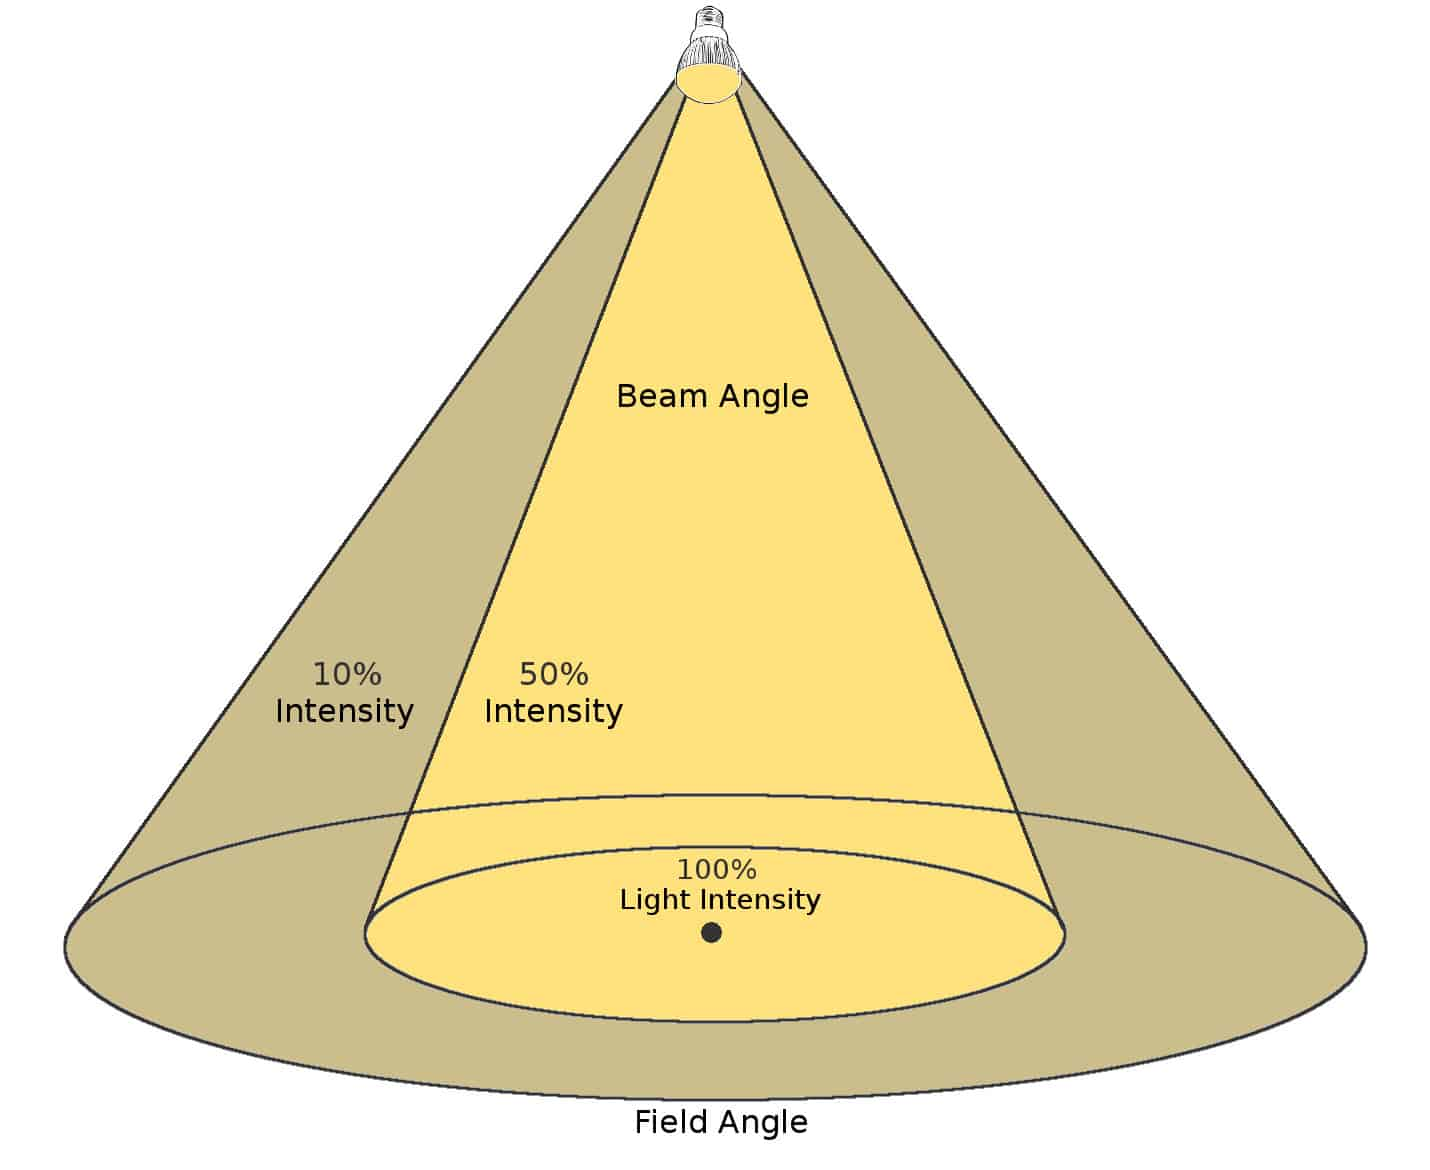 Beam Angle
10%
Intensity
50%
Intensity
100%
Light Intensity
Field Angle